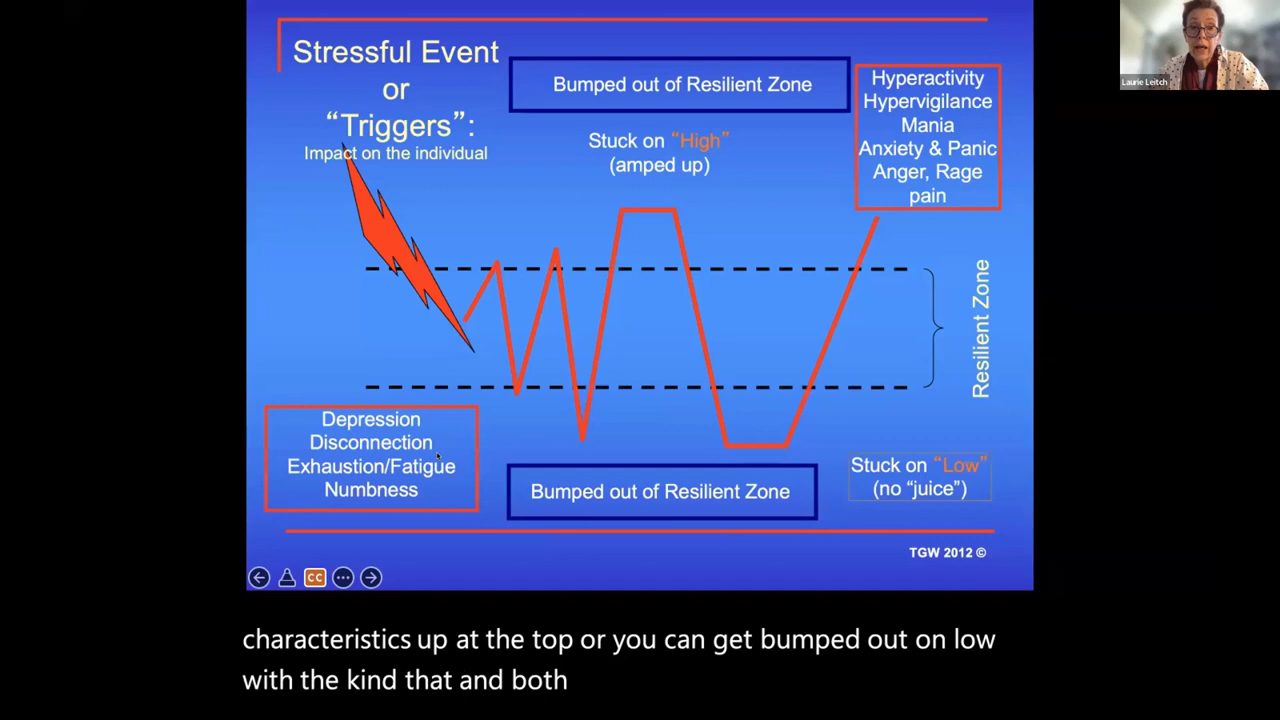 Stressful Event
or
“Triggers”:
Impact on the individual
Bumped out of Resilient Zone
Stuck on “High”
(amped up)
Hyperactivity
Hypervigilance
Mania
Anxiety & Panic
Anger, Rage
pain
Laurie Leitch
Resilient Zone
Depression
Disconnection
Exhaustion/Fatigue
Numbness
Bumped out of Resilient Zone
Stuck on “Low”
(no “juice”)
TGW 2012 ©
CC
characteristics up at the top or you can get bumped out on low
with the kind that and both